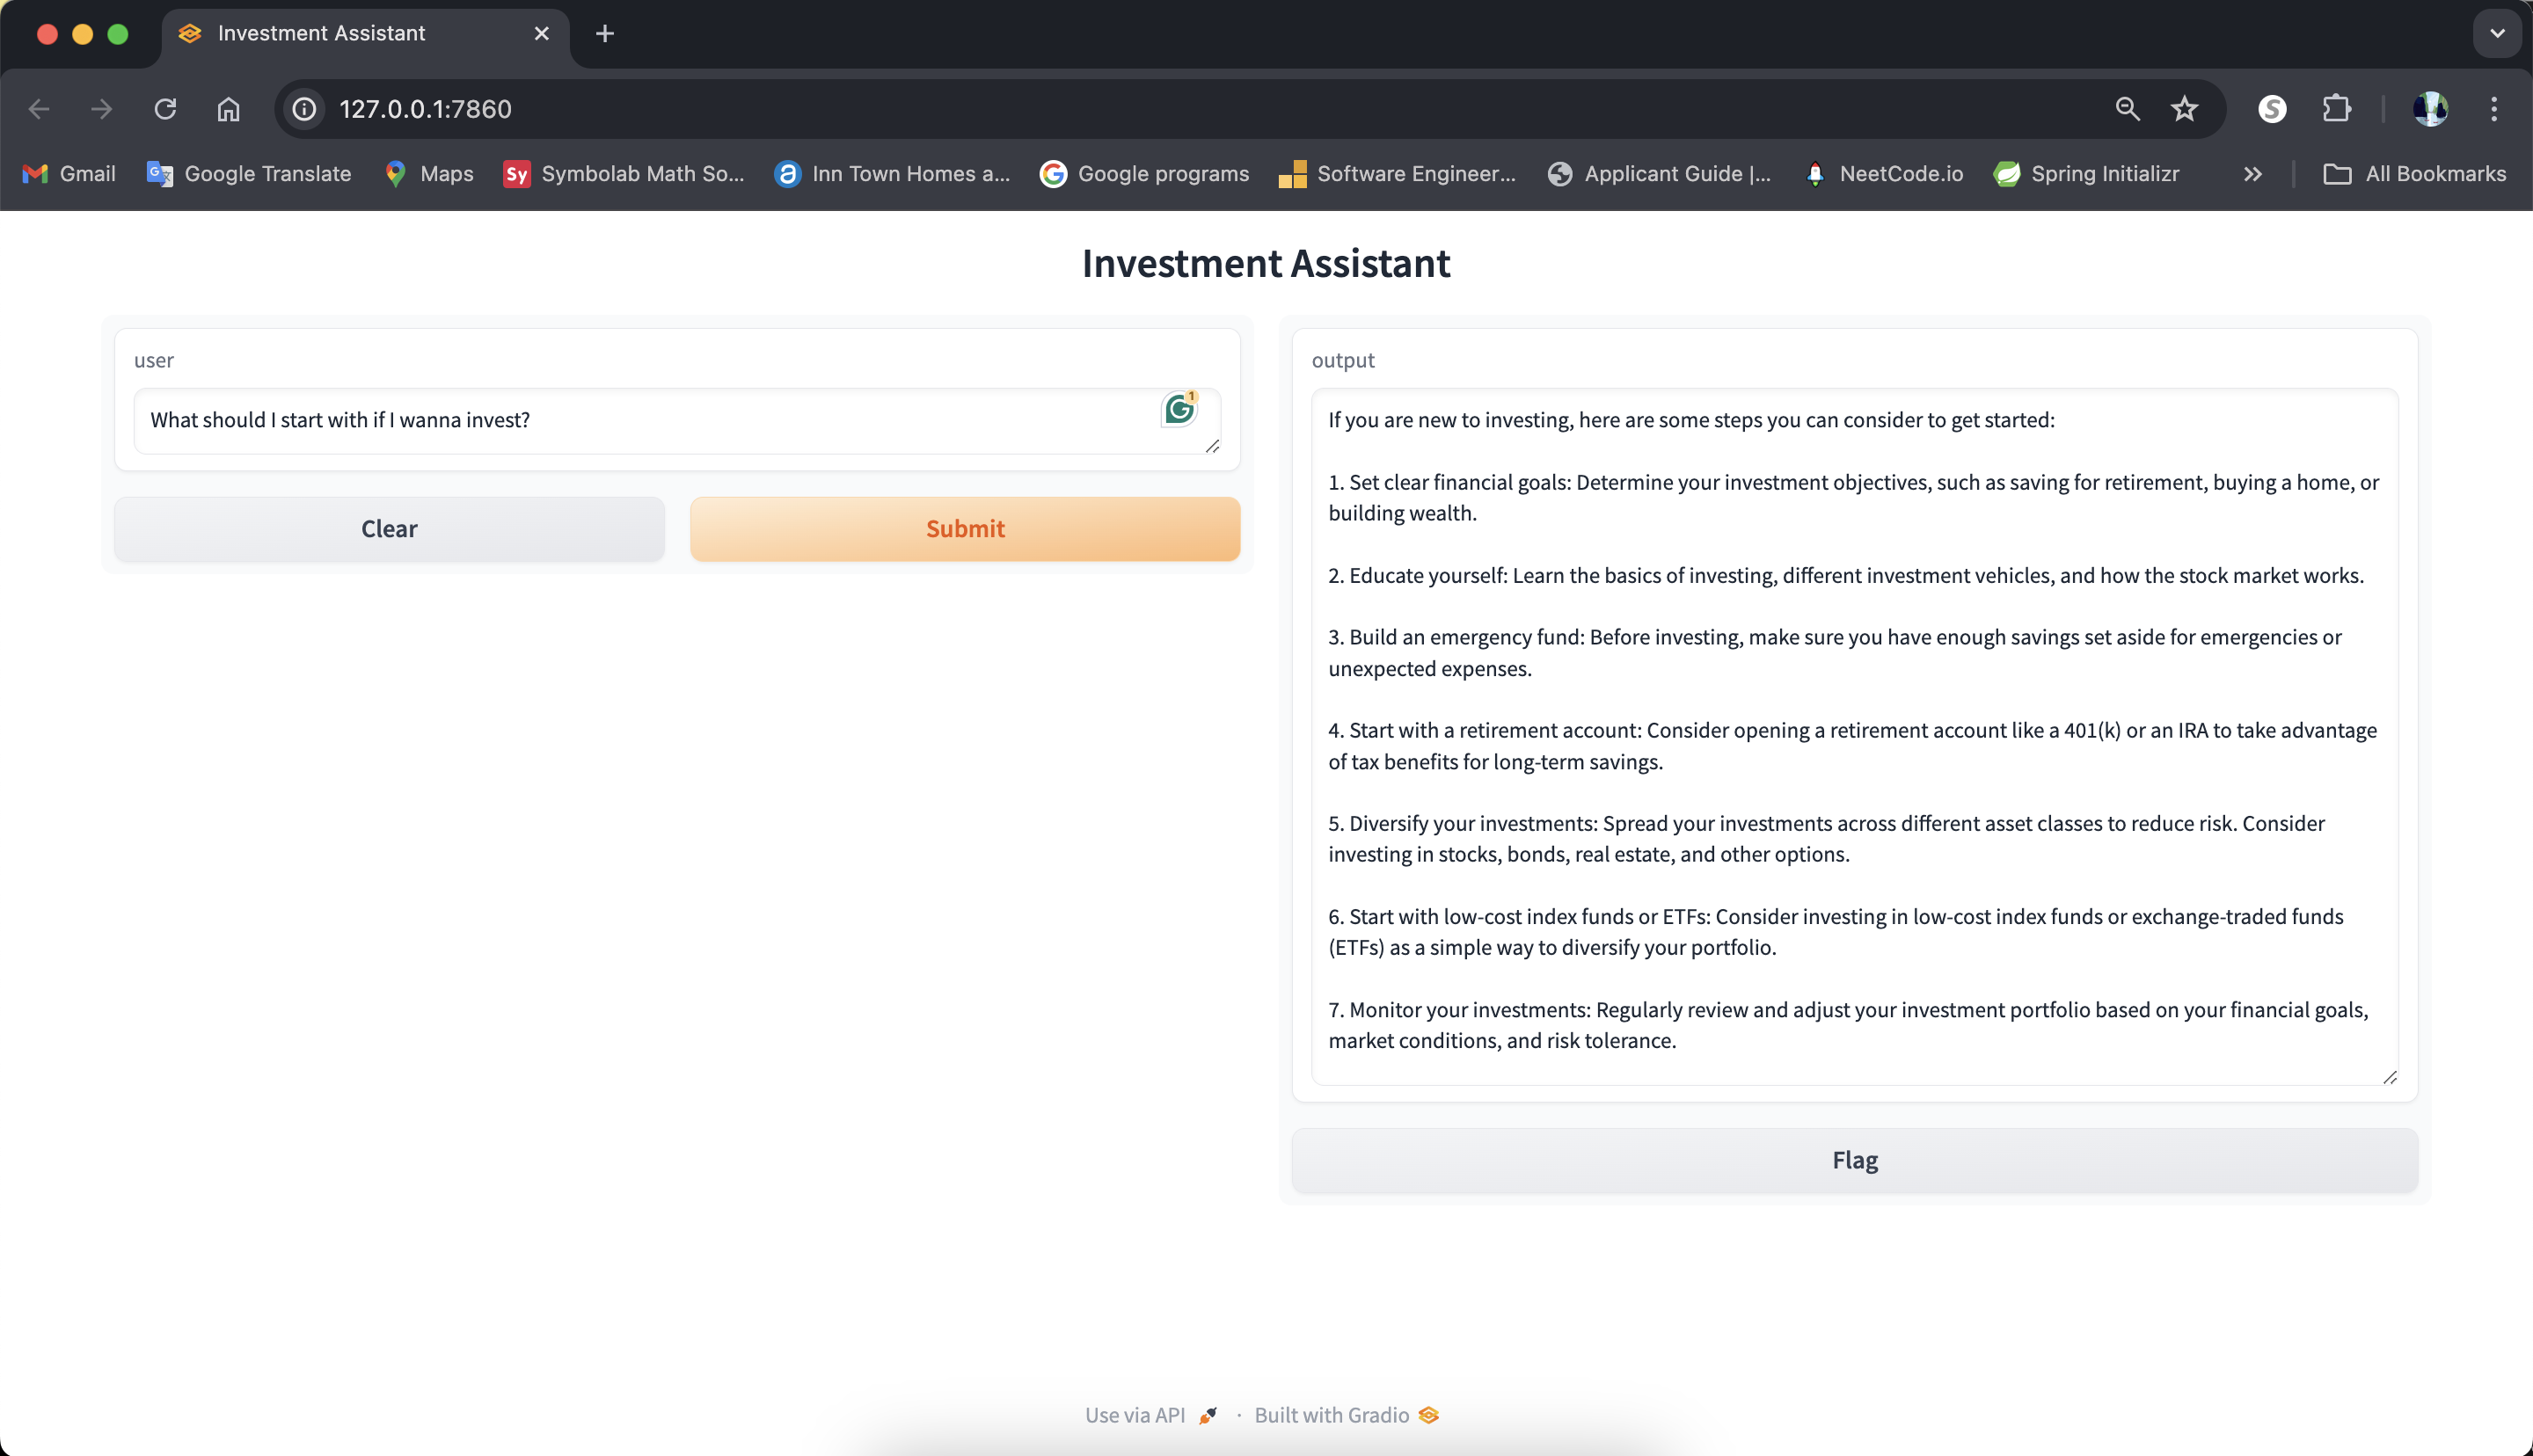 Investment Assistant
127.0.0.1:7860
Gmail
Google Translate
Maps
Sy
Symbolab Math So...
a
Inn Town Homes a...
G
Google programs
Software Engineer...
Applicant Guide |...
NeetCode.io
Spring Initializr
All Bookmarks
Investment Assistant
user
What should I start with if I wanna invest?
G 1
Clear
Submit
output
If you are new to investing, here are some steps you can consider to get started:
1. Set clear financial goals: Determine your investment objectives, such as saving for retirement, buying a home, or
building wealth.
2. Educate yourself: Learn the basics of investing, different investment vehicles, and how the stock market works.
3. Build an emergency fund: Before investing, make sure you have enough savings set aside for emergencies or
unexpected expenses.
4. Start with a retirement account: Consider opening a retirement account like a 401(k) or an IRA to take advantage
of tax benefits for long-term savings.
5. Diversify your investments: Spread your investments across different asset classes to reduce risk. Consider
investing in stocks, bonds, real estate, and other options.
6. Start with low-cost index funds or ETFs: Consider investing in low-cost index funds or exchange-traded funds
(ETFs) as a simple way to diversify your portfolio.
7. Monitor your investments: Regularly review and adjust your investment portfolio based on your financial goals,
market conditions, and risk tolerance.
Flag
Use via API · Built with Gradio